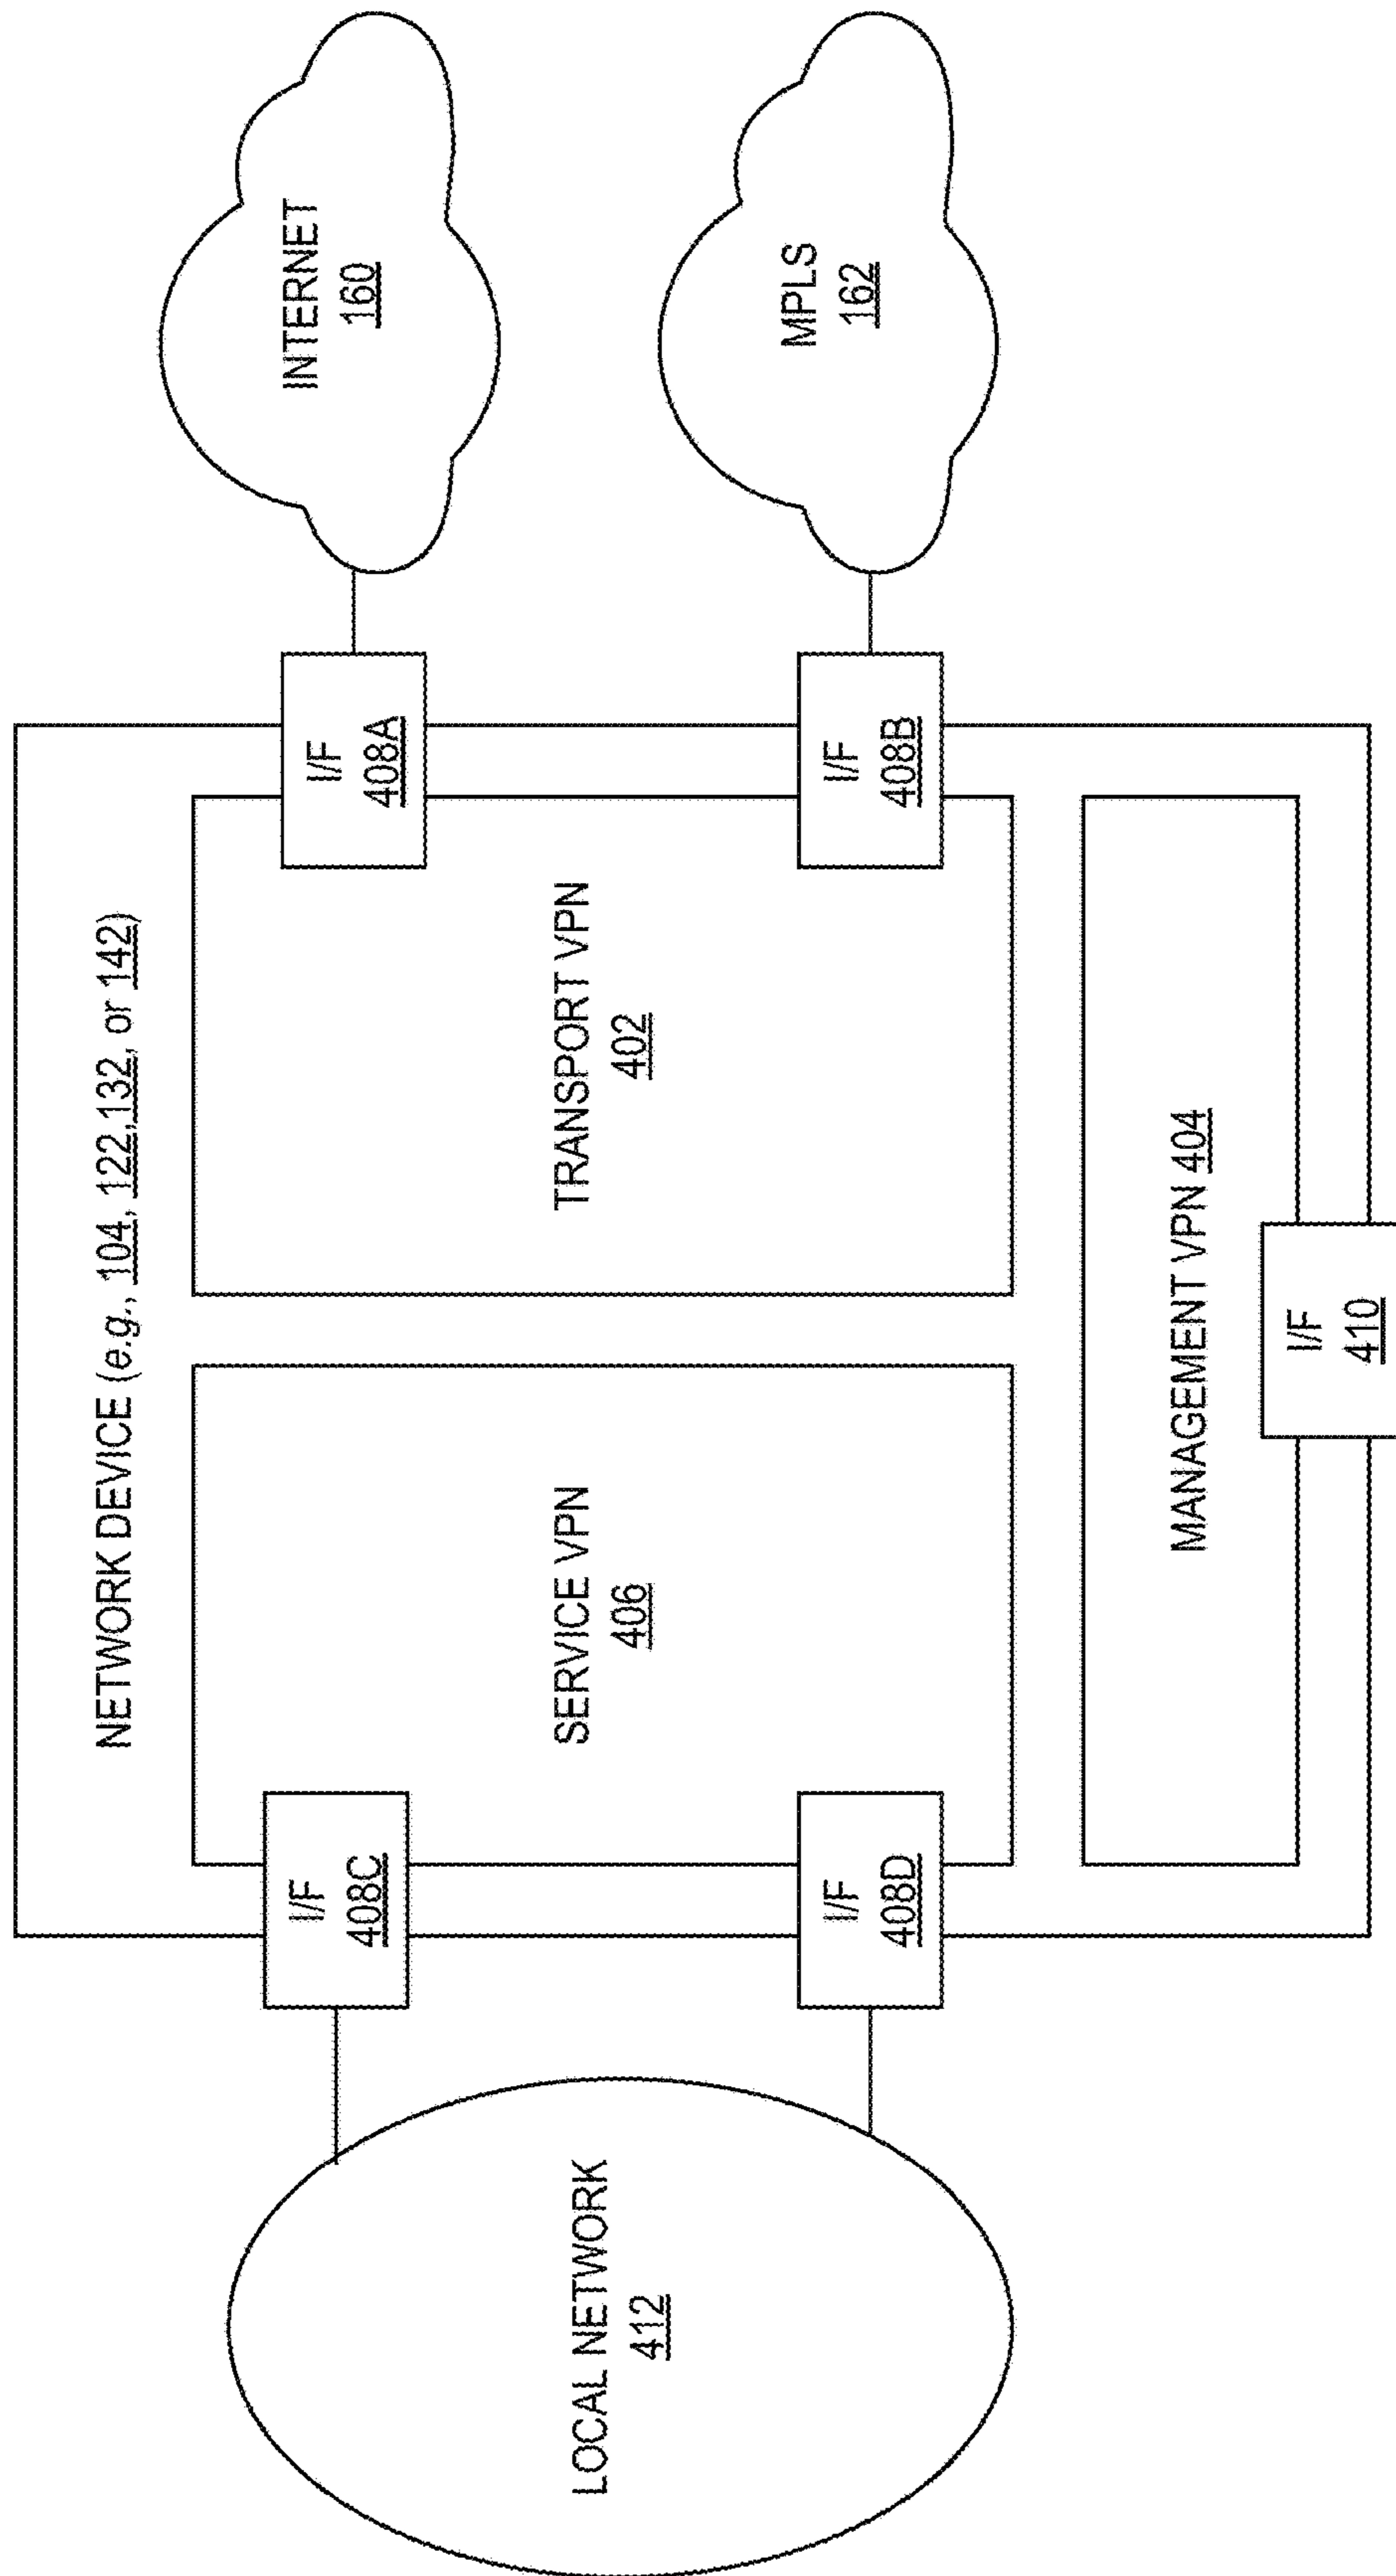 NETWORK DEVICE (e.g., 104, 122,132, or 142)
LOCAL NETWORK
412
I/F
408C
I/F
408D
SERVICE VPN
406
TRANSPORT VPN
402
I/F
408A
I/F
408B
INTERNET
160
MPLS
162
MANAGEMENT VPN 404
I/F
410